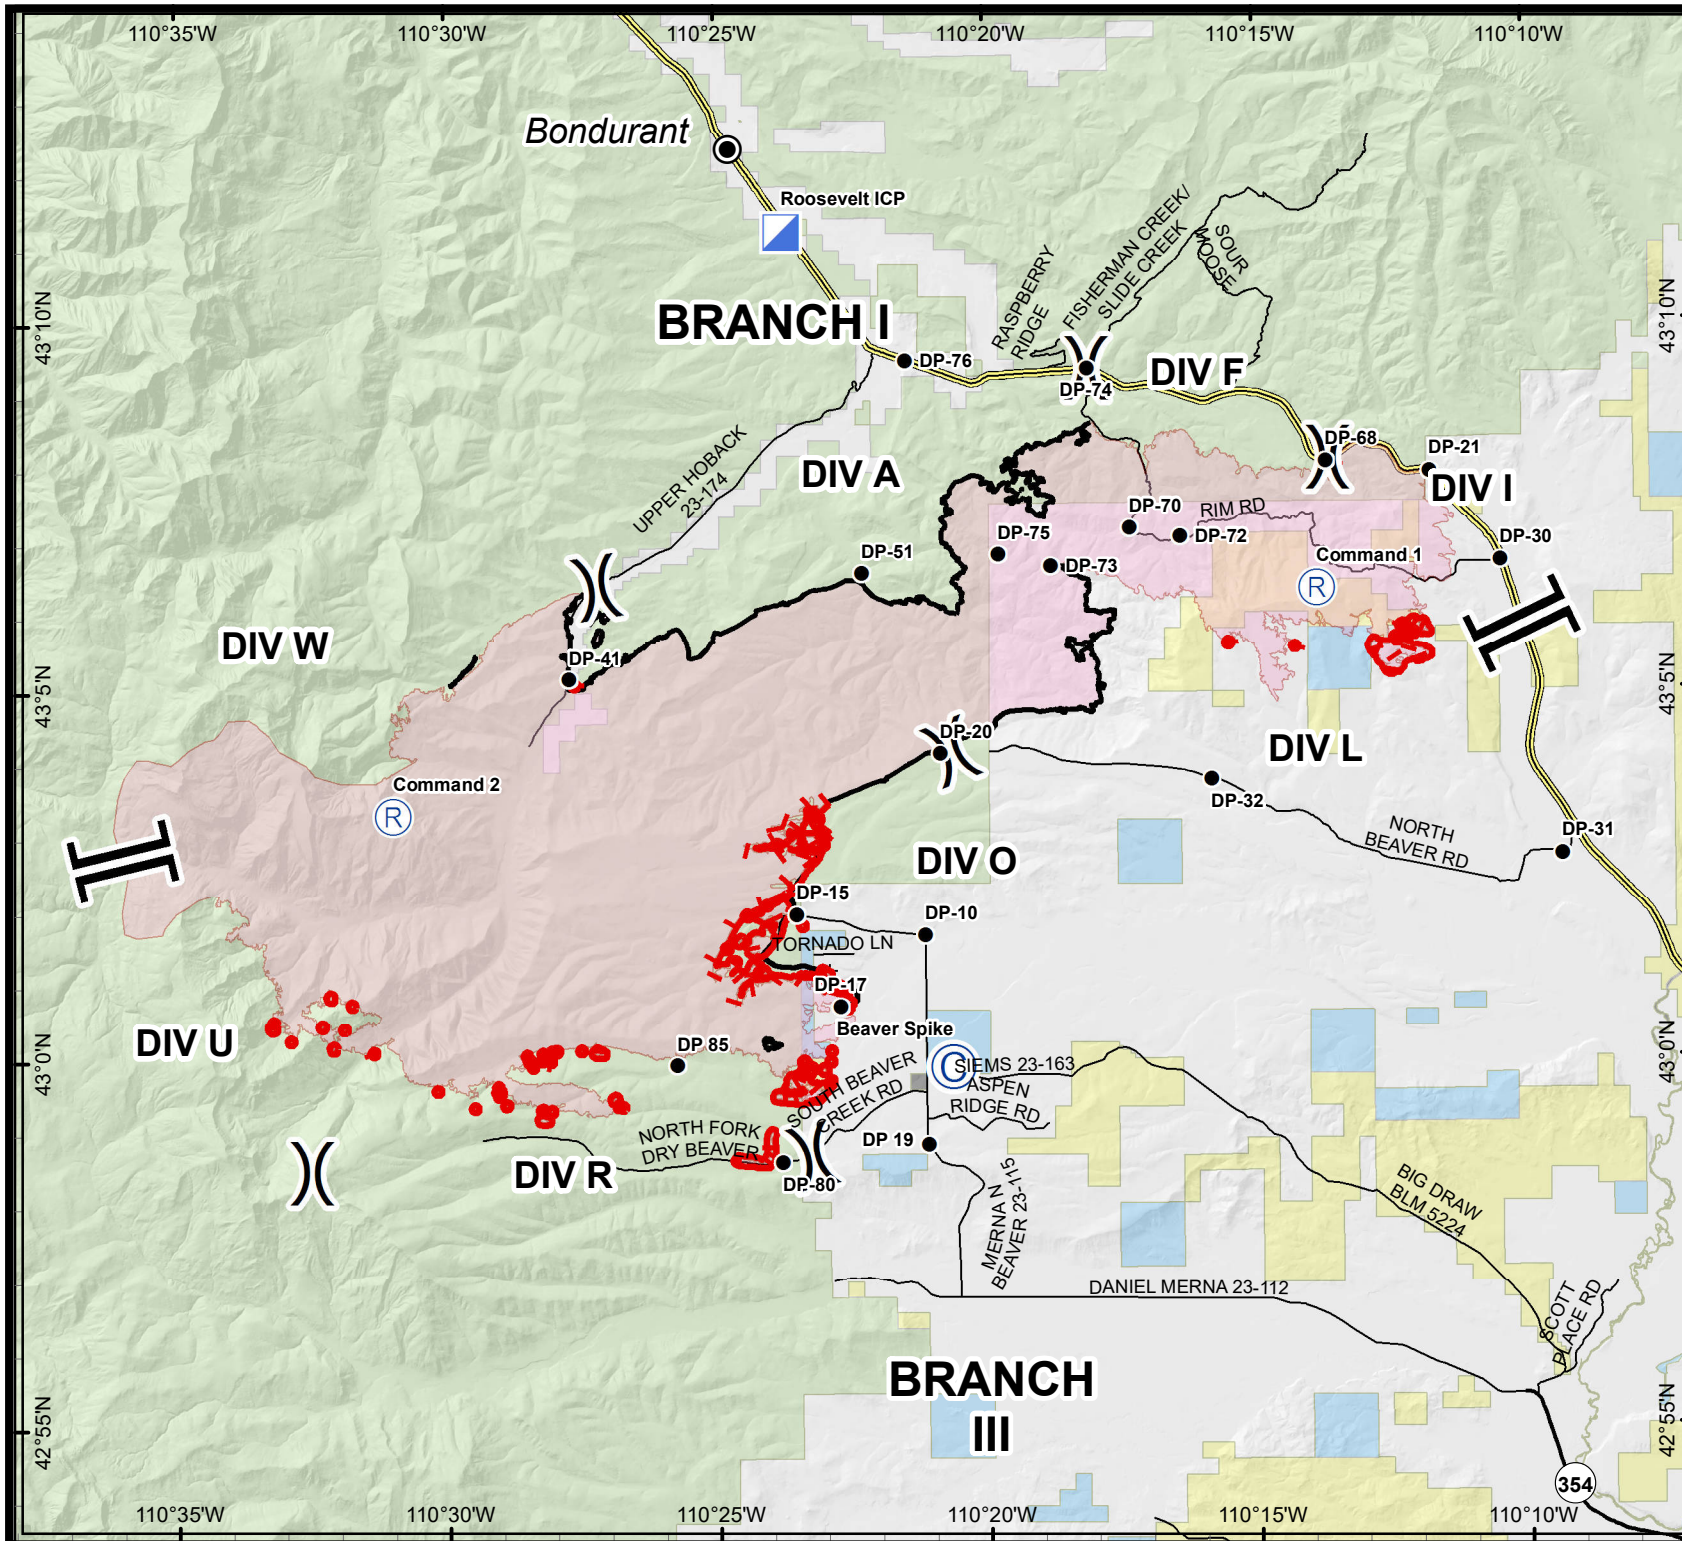 110°35'W
110°30'W
110°25'W
110°20'W
110°15'W
110°10'W
Bondurant
Roosevelt ICP
FISHERMAN CREEK/
SLIDE CREEK
SOUR
MOOSE
RASPBERRY
RIDGE
43°10'N
43°10'N
BRANCH I
DP-76
DIV F
DP-74
UPPER HOBACK
23-174
DIV A
DP-68
DP-21
DIV I
DP-70
RIM RD
DP-75
DP-72
DP-30
DP-51
DP-73
Command 1
R
DIV W
DP-41
43°5'N
43°5'N
DP-20
DIV L
Command 2
R
DP-32
NORTH
BEAVER RD
DP-31
DIV O
DP-15
DP-10
TORNADO LN
DP-17
Beaver Spike
DIV U
DP 85
43°0'N
43°0'N
C
SIEMS 23-163
SOUTH BEAVER
CREEK RD
ASPEN
RIDGE RD
NORTH FORK
DRY BEAVER
DP 19
DIV R
DP-80
MERNA N
BEAVER 23-115
BIG DRAW
BLM 5224
DANIEL MERNA 23-112
SCOTT
PLACE RD
BRANCH
III
42°55'N
42°55'N
354
110°35'W
110°30'W
110°25'W
110°20'W
110°15'W
110°10'W